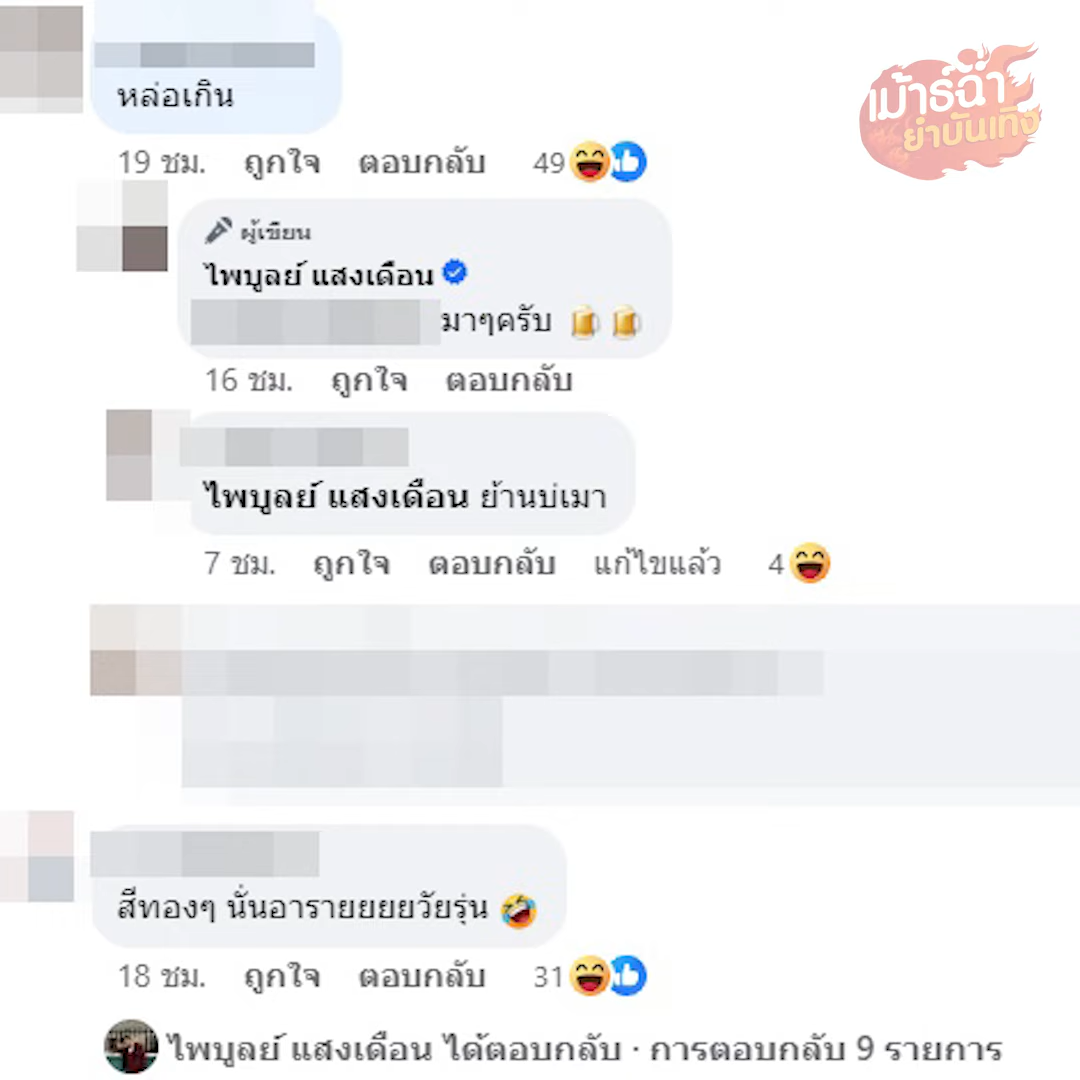 เม้าธ์ฉ่ำ
ยำบันเทิง
หล่อเกิน
19 ชม. ถูกใจ ตอบกลับ 49
ผู้เขียน
ไพบูลย์ แสงเดือน
มาๆครับ 🍺 🍺
16 ชม. ถูกใจ ตอบกลับ
ไพบูลย์ แสงเดือน ย้านบ่เมา
7 ชม. ถูกใจ ตอบกลับ แก้ไขแล้ว 4
สีทองๆ นั่นอารายยยยวัยรุ่น 🤣
18 ชม. ถูกใจ ตอบกลับ 31
ไพบูลย์ แสงเดือน ได้ตอบกลับ · การตอบกลับ 9 รายการ